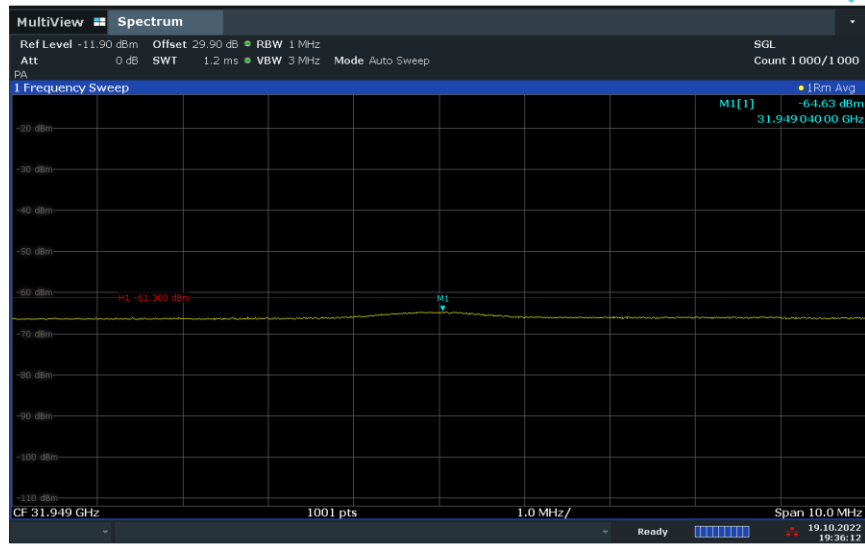 MultiView Spectrum
Ref Level -11.90 dBm Offset 29.90 dB RBW 1 MHz SGL
Att 0 dB SWT 1.2 ms VBW 3 MHz Mode Auto Sweep Count 1000/1000
PA
1 Frequency Sweep 1Rm Avg
M1[1] -64.63 dBm
31.949 040 00 GHz
-20 dBm
-30 dBm
-40 dBm
-50 dBm
-60 dBm
H1 -61.300 dBm
M1
-70 dBm
-80 dBm
-90 dBm
-100 dBm
-110 dBm
CF 31.949 GHz 1001 pts 1.0 MHz/ Span 10.0 MHz
Ready 19.10.2022
19:36:12